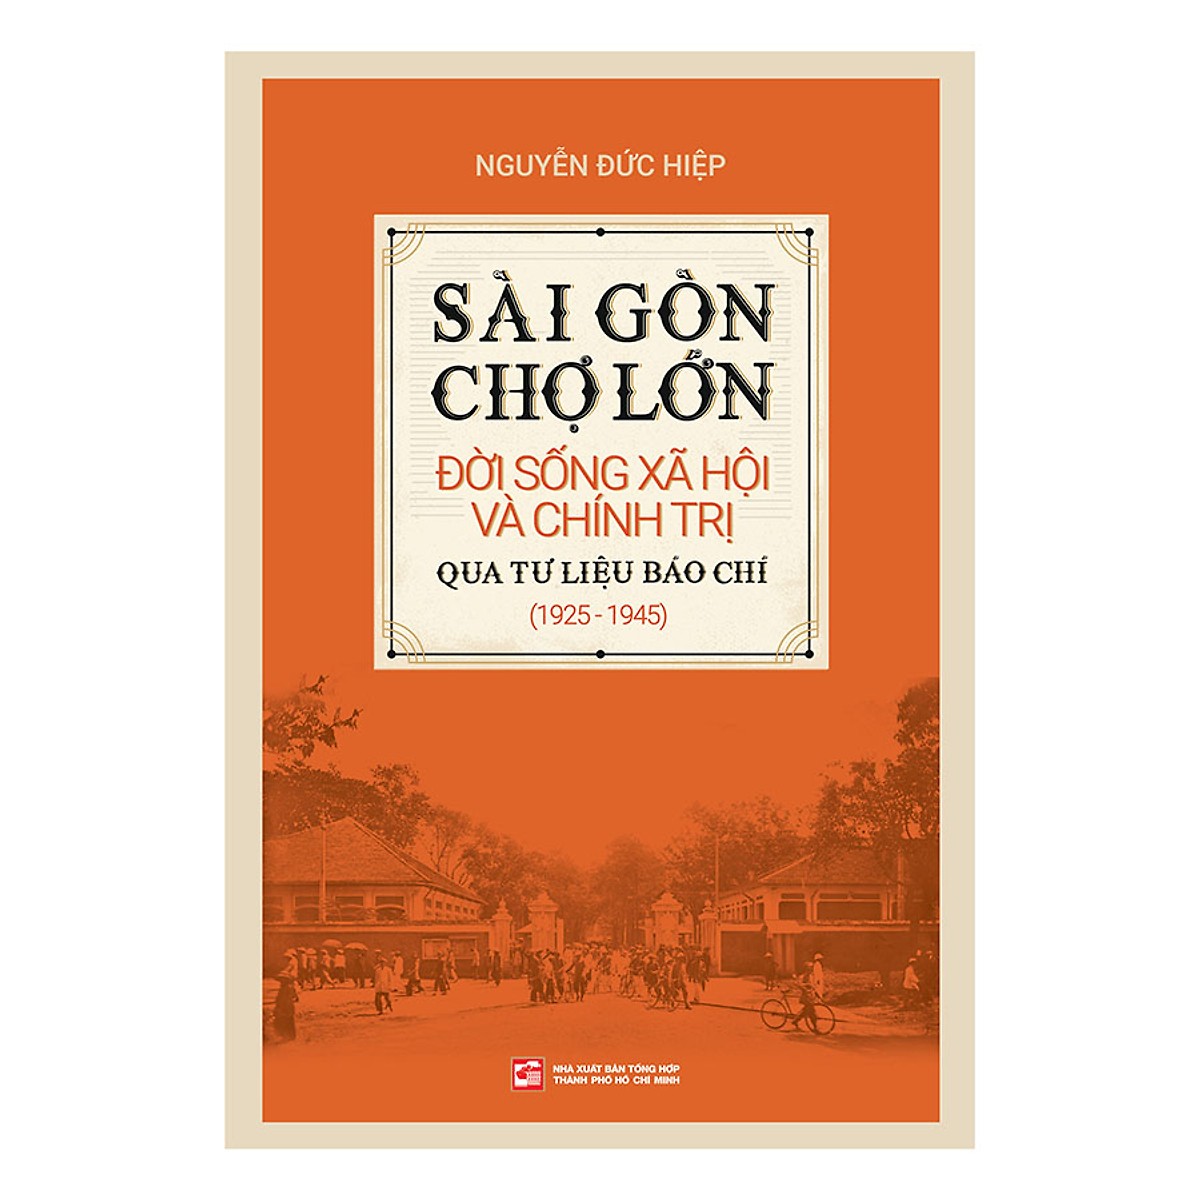 NGUYỄN ĐỨC HIỆP
SÀI GÒN
CHỢ LỚN
ĐỜI SỐNG XÃ HỘI
VÀ CHÍNH TRỊ
QUA TƯ LIỆU BÁO CHÍ
(1925 - 1945)
NHÀ XUẤT BẢN TỔNG HỢP
THÀNH PHỐ HỒ CHÍ MINH